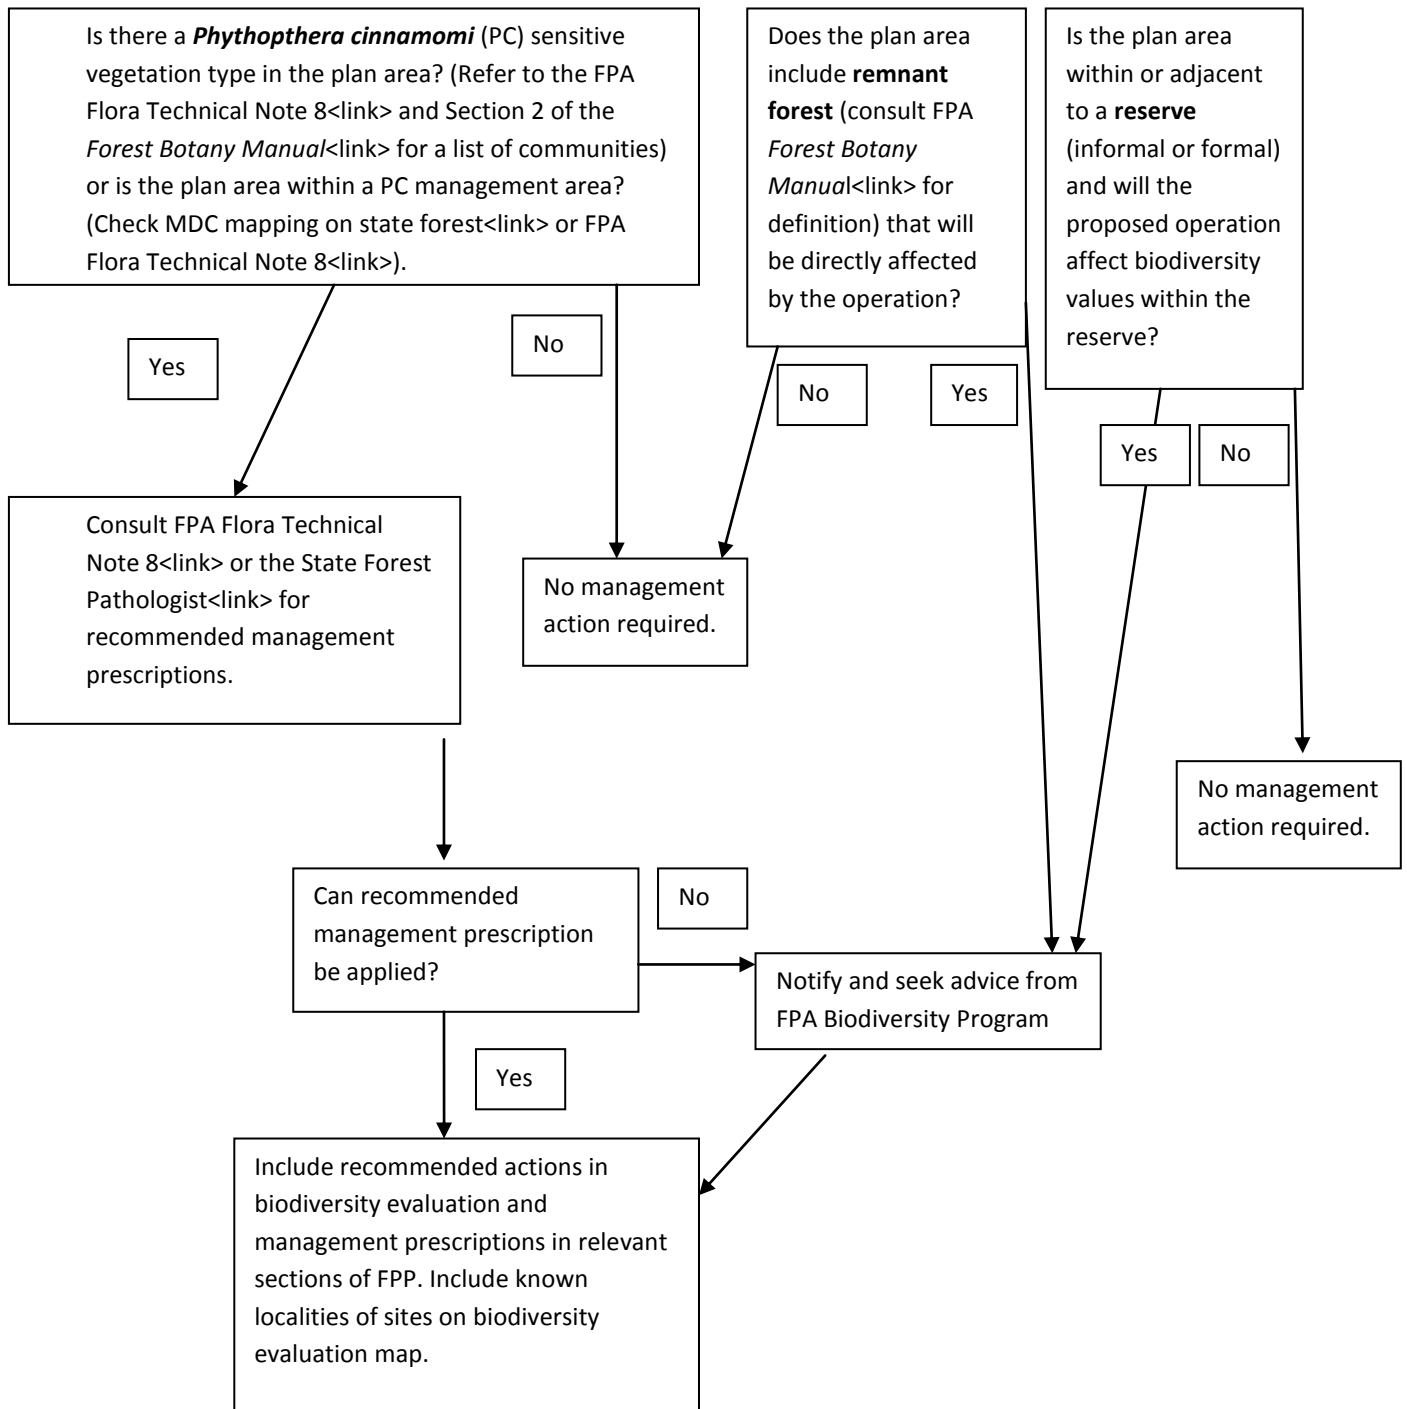 Is there a Phythopthera cinnamomi (PC) sensitive
vegetation type in the plan area? (Refer to the FPA
Flora Technical Note 8<link> and Section 2 of the
Forest Botany Manual<link> for a list of communities)
or is the plan area within a PC management area?
(Check MDC mapping on state forest<link> or FPA
Flora Technical Note 8<link>).
Does the plan area
include remnant
forest (consult FPA
Forest Botany
Manual<link> for
definition) that will
be directly affected
by the operation?
Is the plan area
within or adjacent
to a reserve
(informal or formal)
and will the
proposed operation
affect biodiversity
values within the
reserve?
Yes
No
No
Yes
Yes
No
Consult FPA Flora Technical
Note 8<link> or the State Forest
Pathologist<link> for
recommended management
prescriptions.
No management
action required.
No management
action required.
Can recommended
management prescription
be applied?
No
Notify and seek advice from
FPA Biodiversity Program
Yes
Include recommended actions in
biodiversity evaluation and
management prescriptions in relevant
sections of FPP. Include known
localities of sites on biodiversity
evaluation map.